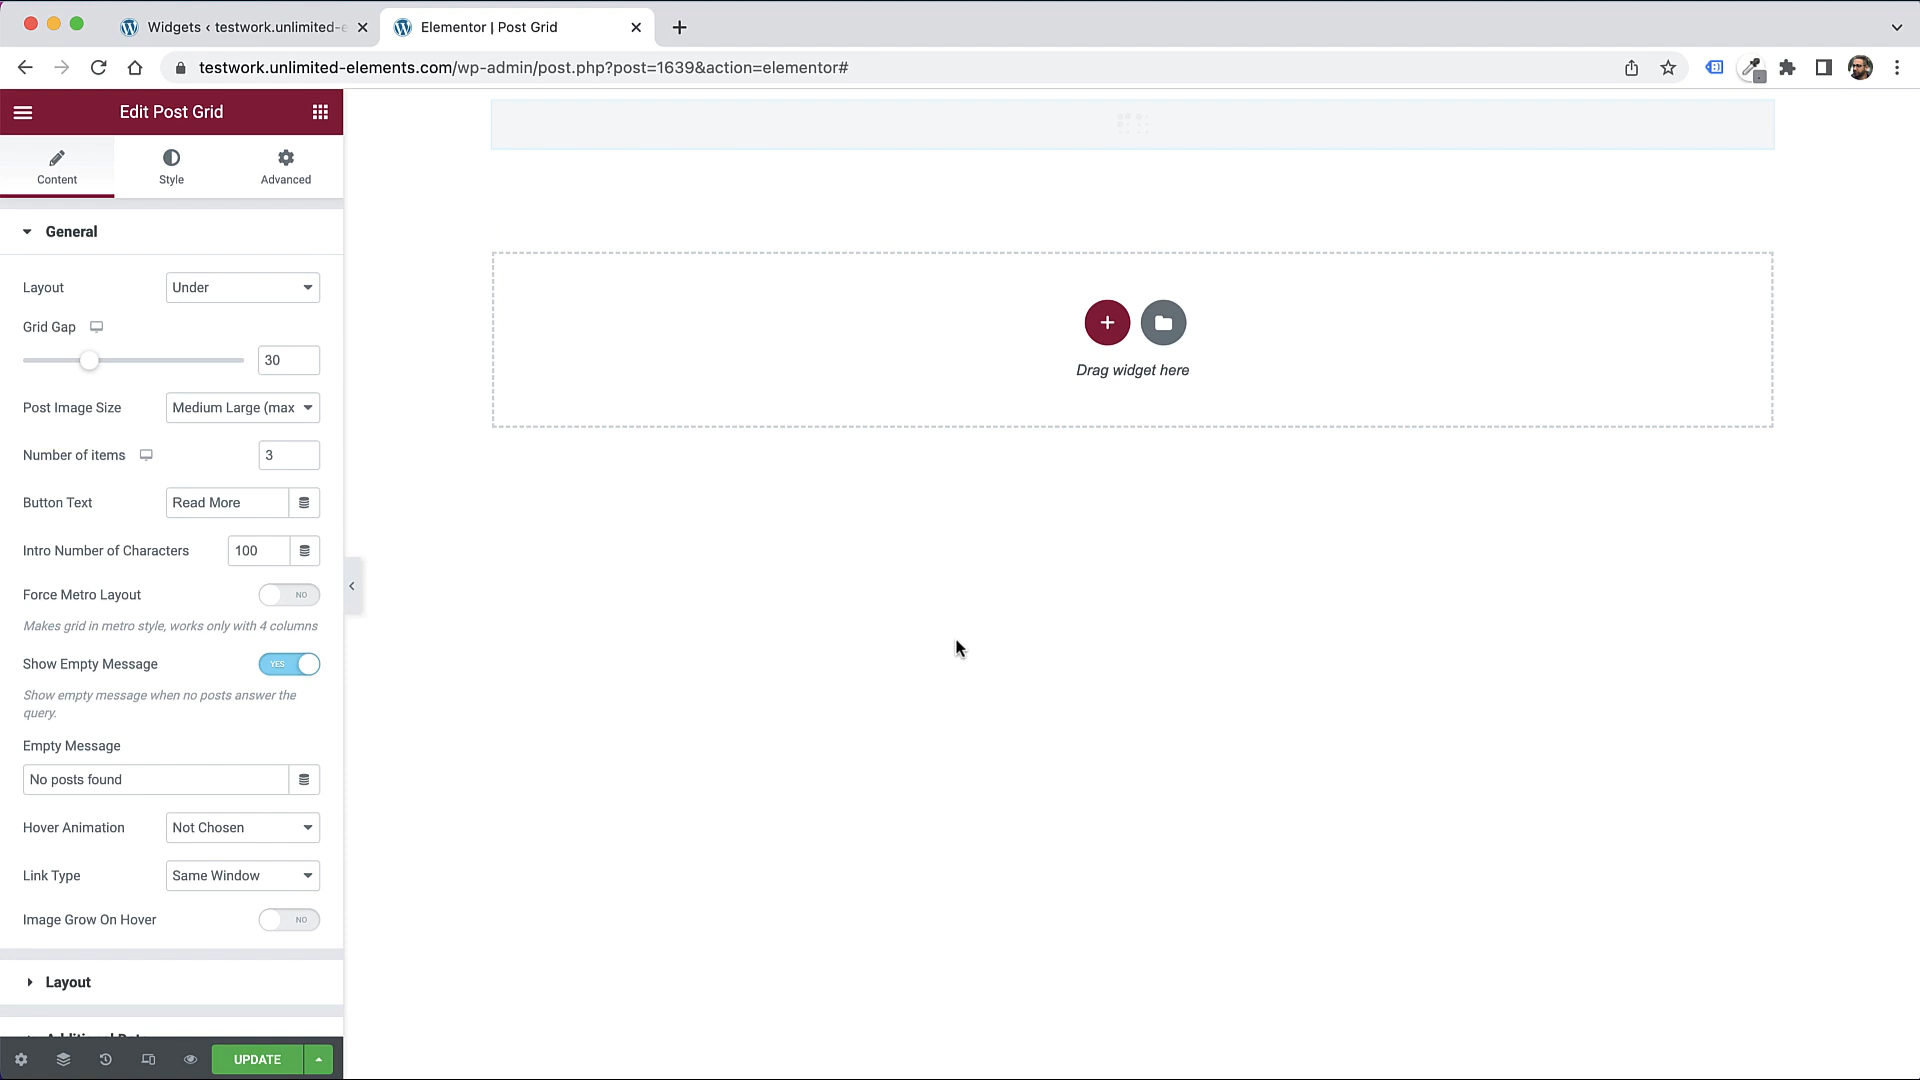 Widgets ‹ testwork.unlimited-e
Elementor | Post Grid
testwork.unlimited-elements.com/wp-admin/post.php?post=1639&action=elementor#
Edit Post Grid
Content
Style
Advanced
General
Layout
Under
Grid Gap
30
Post Image Size
Medium Large (max
Number of items
3
Button Text
Read More
Intro Number of Characters
100
Force Metro Layout
NO
Makes grid in metro style, works only with 4 columns
Show Empty Message
YES
Show empty message when no posts answer the
query.
Empty Message
No posts found
Hover Animation
Not Chosen
Link Type
Same Window
Image Grow On Hover
NO
Layout
UPDATE
Drag widget here